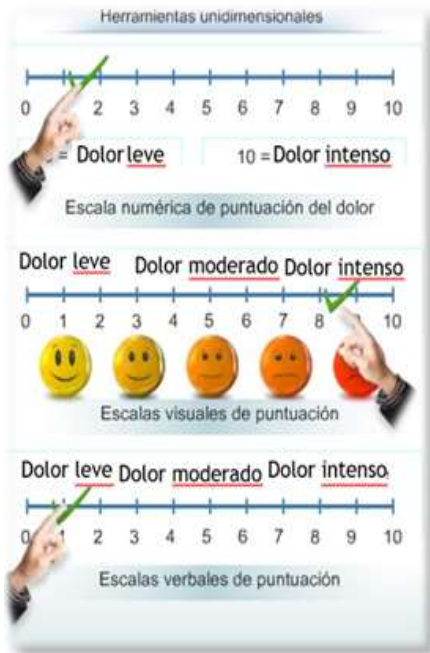 Herramientas unidimensionales
0 2 3 4 5 6 7 8 9 10
= Dolor leve 10 = Dolor intenso
Escala numérica de puntuación del dolor
Dolor leve Dolor moderado Dolor intenso
0 1 2 3 4 5 6 7 8 10
Escalas visuales de puntuación
Dolor leve Dolor moderado Dolor intenso
0 1 2 3 4 5 6 7 8 9 10
Escalas verbales de puntuación